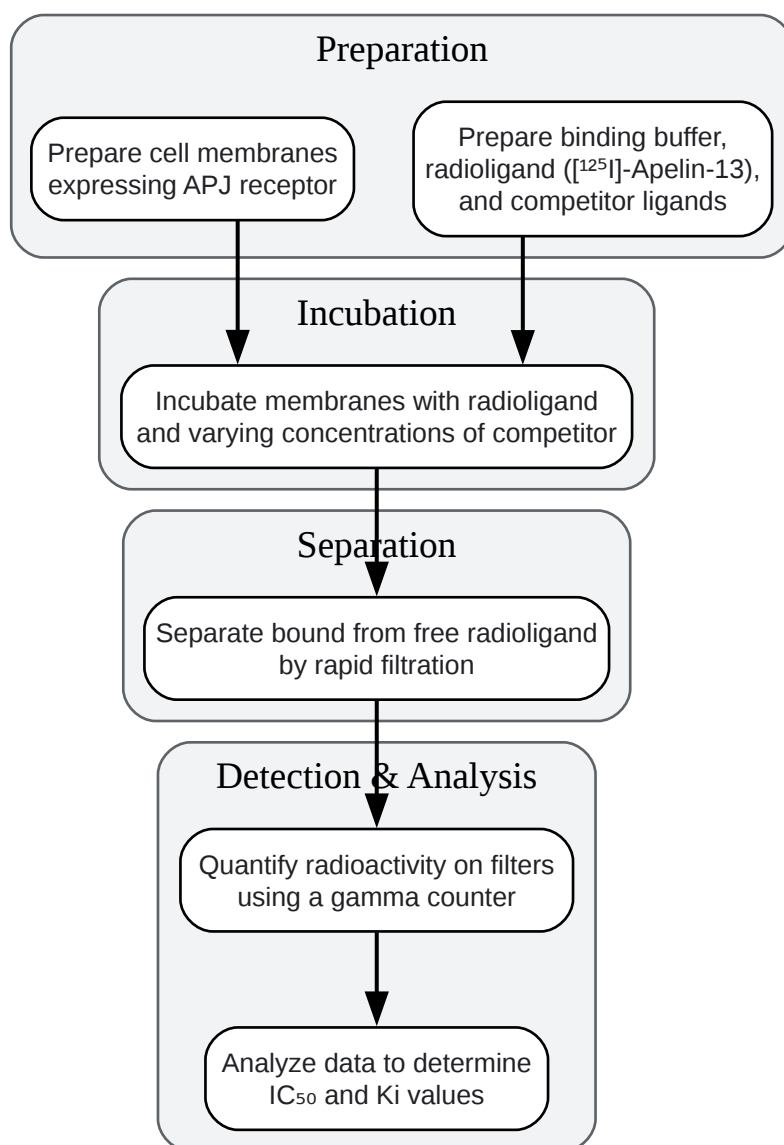 Preparation
Prepare cell membranes
expressing APJ receptor
Prepare binding buffer,
radioligand ([¹²⁵I]-Apelin-13),
and competitor ligands
Incubation
Incubate membranes with radioligand
and varying concentrations of competitor
Separation
Separate bound from free radioligand
by rapid filtration
Detection & Analysis
Quantify radioactivity on filters
using a gamma counter
Analyze data to determine
IC₅₀ and Ki values